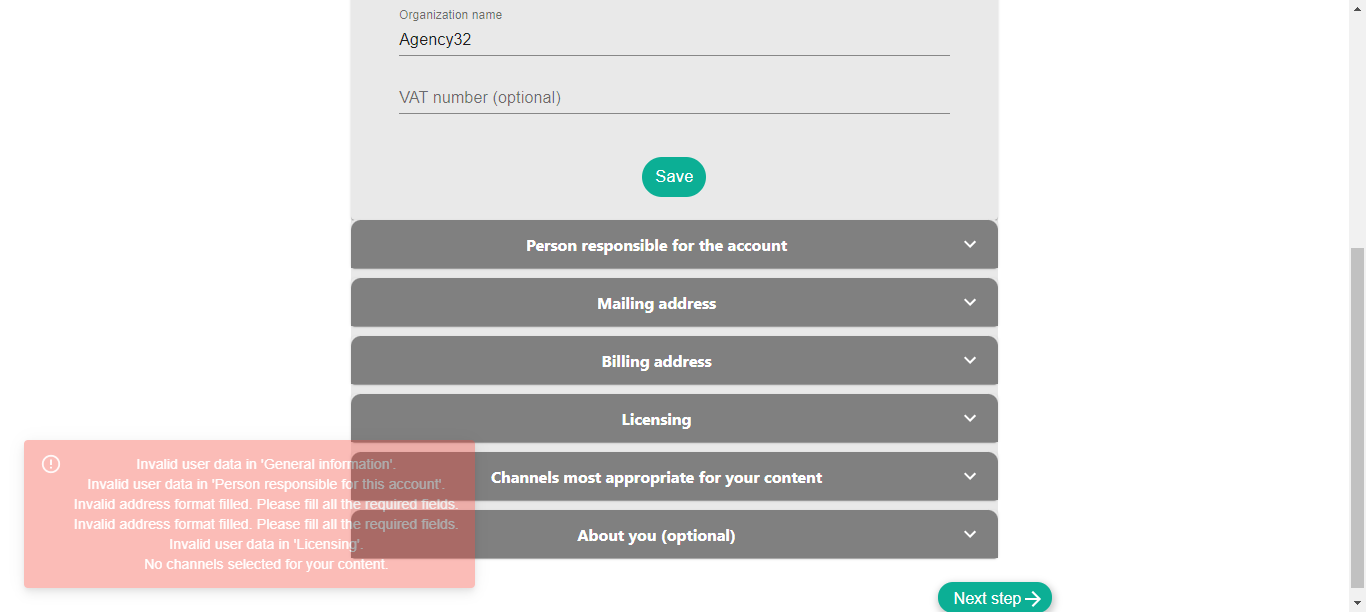 Organization name
Agency32
VAT number (optional)
Save
Person responsible for the account
Mailing address
Billing address
Licensing
Channels most appropriate for your content
About you (optional)
Invalid user data in 'General information'.
Invalid user data in 'Person responsible for this account'.
Invalid address format filled. Please fill all the required fields.
Invalid address format filled. Please fill all the required fields.
Invalid user data in 'Licensing'.
No channels selected for your content.
Next step